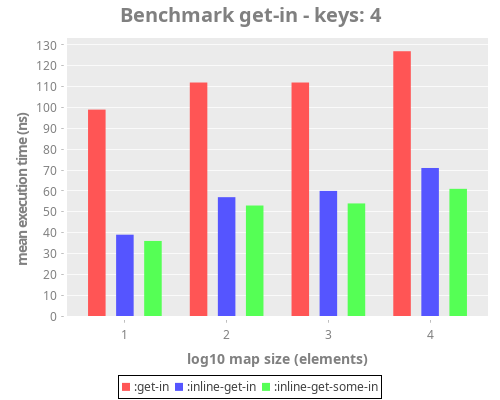 Benchmark get-in - keys: 4
mean execution time (ns)
130
120
110
100
90
80
70
60
50
40
30
20
10
0
1 2 3 4
log10 map size (elements)
:get-in :inline-get-in :inline-get-some-in